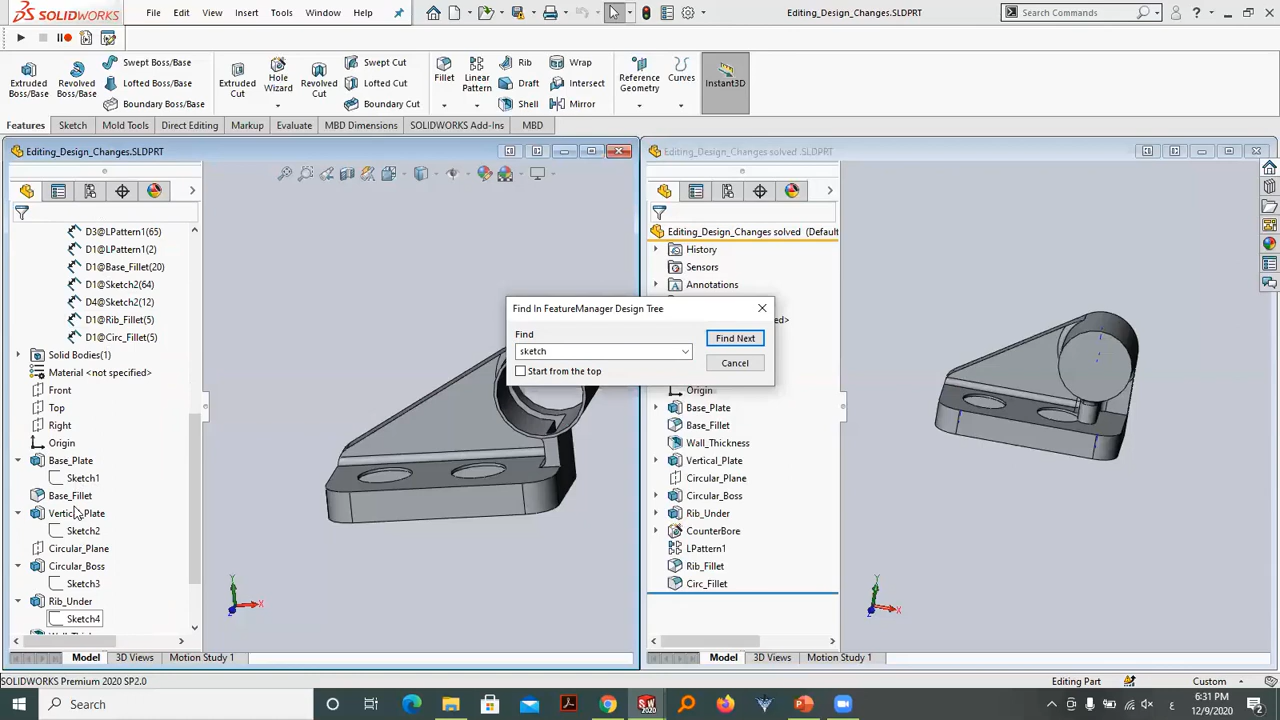 SOLIDWORKS File Edit View Insert Tools Window Help Editing_Design_Changes.SLDPRT Search Commands
Extruded Boss/Base Revolved Boss/Base Swept Boss/Base Lofted Boss/Base Boundary Boss/Base Extruded Cut Hole Wizard Revolved Cut Swept Cut Lofted Cut Boundary Cut Fillet Linear Pattern Rib Draft Shell Wrap Intersect Mirror Reference Geometry Curves Instant3D
Features Sketch Mold Tools Direct Editing Markup Evaluate MBD Dimensions SOLIDWORKS Add-Ins MBD
Editing_Design_Changes.SLDPRT
D3@LPattern1(65)
D1@LPattern1(2)
D1@Base_Fillet(20)
D1@Sketch2(64)
D4@Sketch2(12)
D1@Rib_Fillet(5)
D1@Circ_Fillet(5)
Solid Bodies(1)
Material <not specified>
Front
Top
Right
Origin
Base_Plate
Sketch1
Base_Fillet
Vertical_Plate
Sketch2
Circular_Plane
Circular_Boss
Sketch3
Rib_Under
Sketch4
Y
X
Z
Model 3D Views Motion Study 1
Find In FeatureManager Design Tree
Find
sketch
Start from the top
Find Next
Cancel
Editing_Design_Changes solved .SLDPRT
Editing_Design_Changes solved (Default
History
Sensors
Annotations
Origin
Base_Plate
Base_Fillet
Wall_Thickness
Vertical_Plate
Circular_Plane
Circular_Boss
Rib_Under
CounterBore
LPattern1
Rib_Fillet
Circ_Fillet
Y
X
Z
Model 3D Views Motion Study 1
SOLIDWORKS Premium 2020 SP2.0 Editing Part Custom
Search
SW 2020
ع
6:31 PM
12/9/2020
2